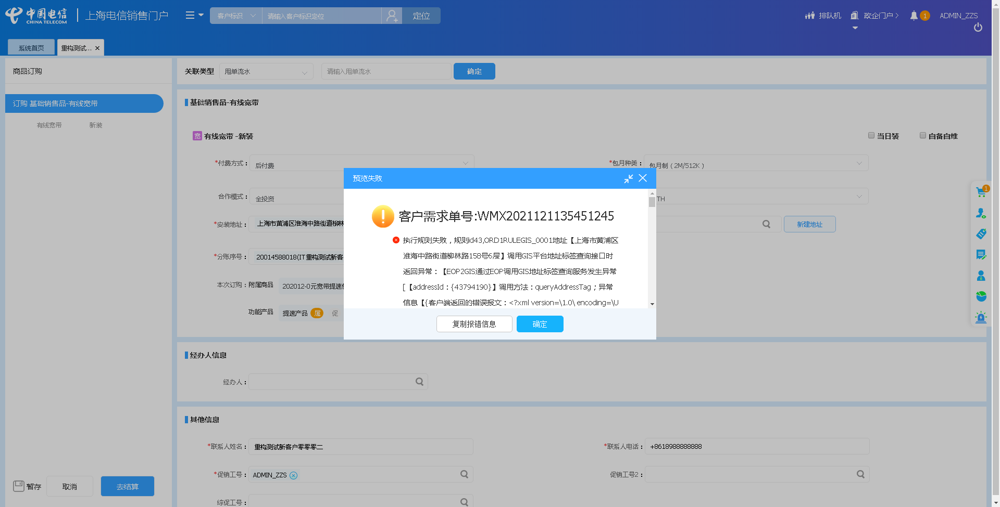 中国电信
CHINA TELECOM
上海电信销售门户
客户标识
请输入客户标识定位
定位
排队机
政企门户
1
ADMIN_ZZS
系统首页
重构测试... ×
商品订购
订购 基础销售品-有线宽带
有线宽带 新装
关联类型
甩单流水
请输入甩单流水
确定
基础销售品-有线宽带
宽 有线宽带 -新装
当日装
自备自维
*付费方式：
后付费
*包月种类：
包月制（2M/512K）
合作模式：
全投资
TH
*安装地址：
上海市黄浦区淮海中路街道柳林
新建地址
*分账序号：
20014588018(IT重构测试新客
本次订购：
附属商品
202012-0元宽带提速
功能产品
提速产品 属 促
预览失败
客户需求单号:WMX2021121135451245
执行规则失败，规则id43,ORD1RULEGIS_0001地址【上海市黄浦区
淮海中路街道柳林路158号6层】调用GIS平台地址标签查询接口时
返回异常：【EOP2GIS通过EOP调用GIS地址标签查询服务发生异常
[【addressId：{43794190}】调用方法：queryAddressTag；异常
信息【{客户端返回的错误报文：<?xml version=\1.0\ encoding=\U
复制报错信息
确定
1
经办人信息
经办人：
其他信息
*联系人姓名：
重构测试新客户零零零二
*联系人电话：
+8618988888888
*促销工号：
ADMIN_ZZS
促销工号2：
综促工号：
暂存
取消
去结算